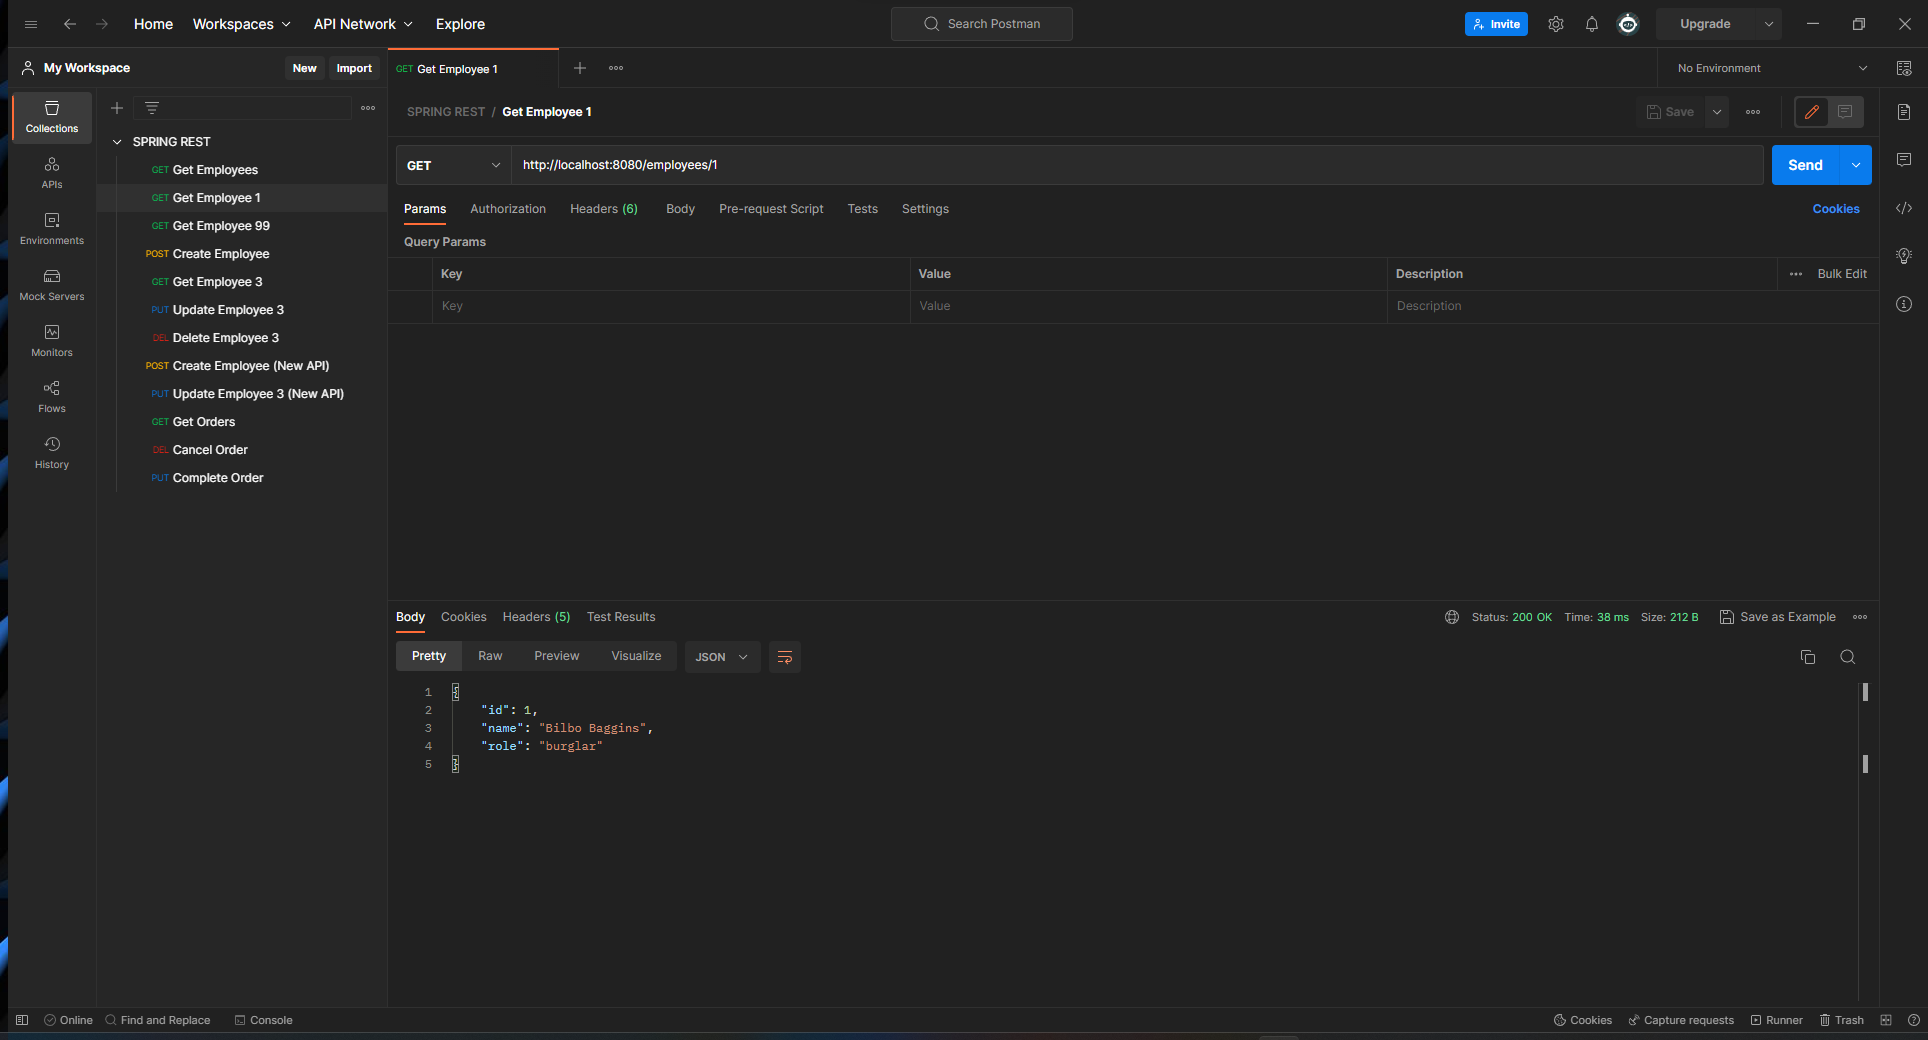 Home Workspaces API Network Explore Search Postman Invite Upgrade
My Workspace New Import GET Get Employee 1 No Environment
SPRING REST / Get Employee 1 Save
Collections
APIs
Environments
Mock Servers
Monitors
Flows
History
SPRING REST
GET Get Employees
GET Get Employee 1
GET Get Employee 99
POST Create Employee
GET Get Employee 3
PUT Update Employee 3
DEL Delete Employee 3
POST Create Employee (New API)
PUT Update Employee 3 (New API)
GET Get Orders
DEL Cancel Order
PUT Complete Order
GET http://localhost:8080/employees/1 Send
Params Authorization Headers (6) Body Pre-request Script Tests Settings Cookies
Query Params
Key Value Description Bulk Edit
Key Value Description
Body Cookies Headers (5) Test Results Status: 200 OK Time: 38 ms Size: 212 B Save as Example
Pretty Raw Preview Visualize JSON
1 {
2 "id": 1,
3 "name": "Bilbo Baggins",
4 "role": "burglar"
5 }
Online Find and Replace Console Cookies Capture requests Runner Trash